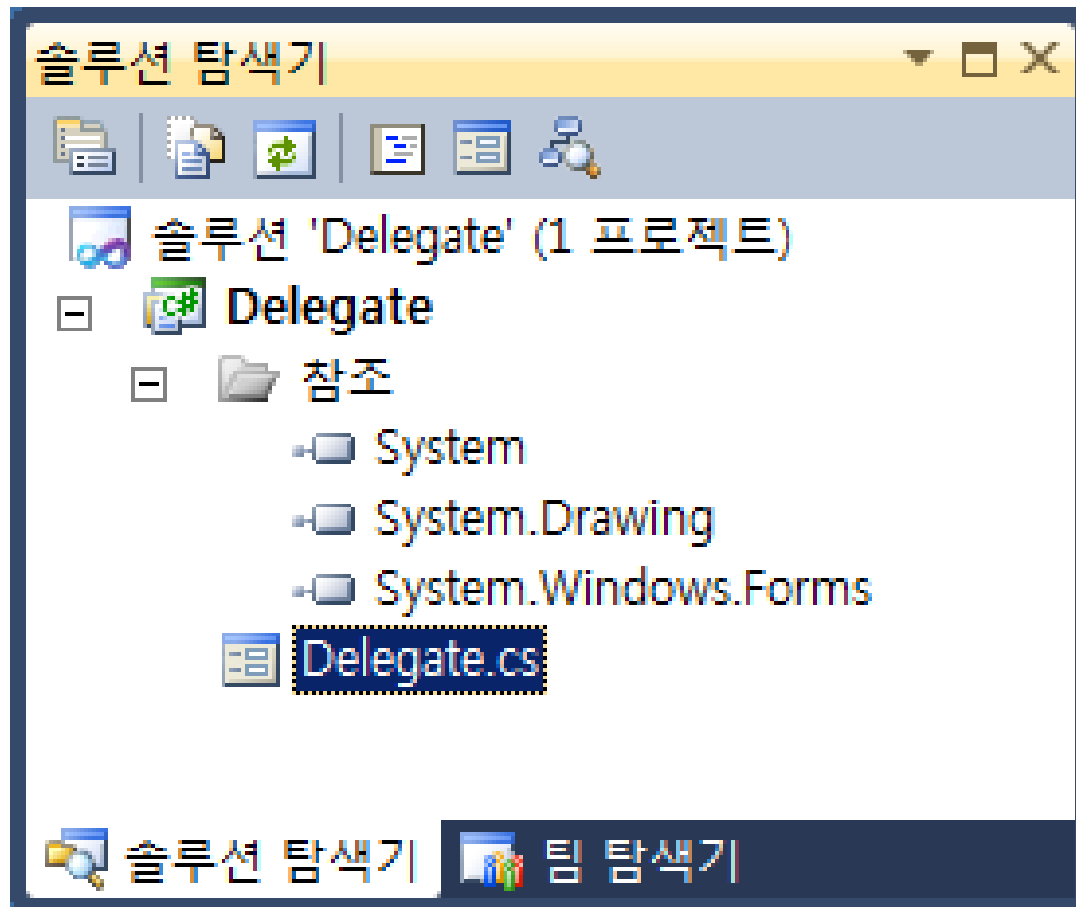 솔루션 탐색기
솔루션 'Delegate' (1 프로젝트)
C# Delegate
참조
System
System.Drawing
System.Windows.Forms
Delegate.cs
솔루션 탐색기 팀 탐색기